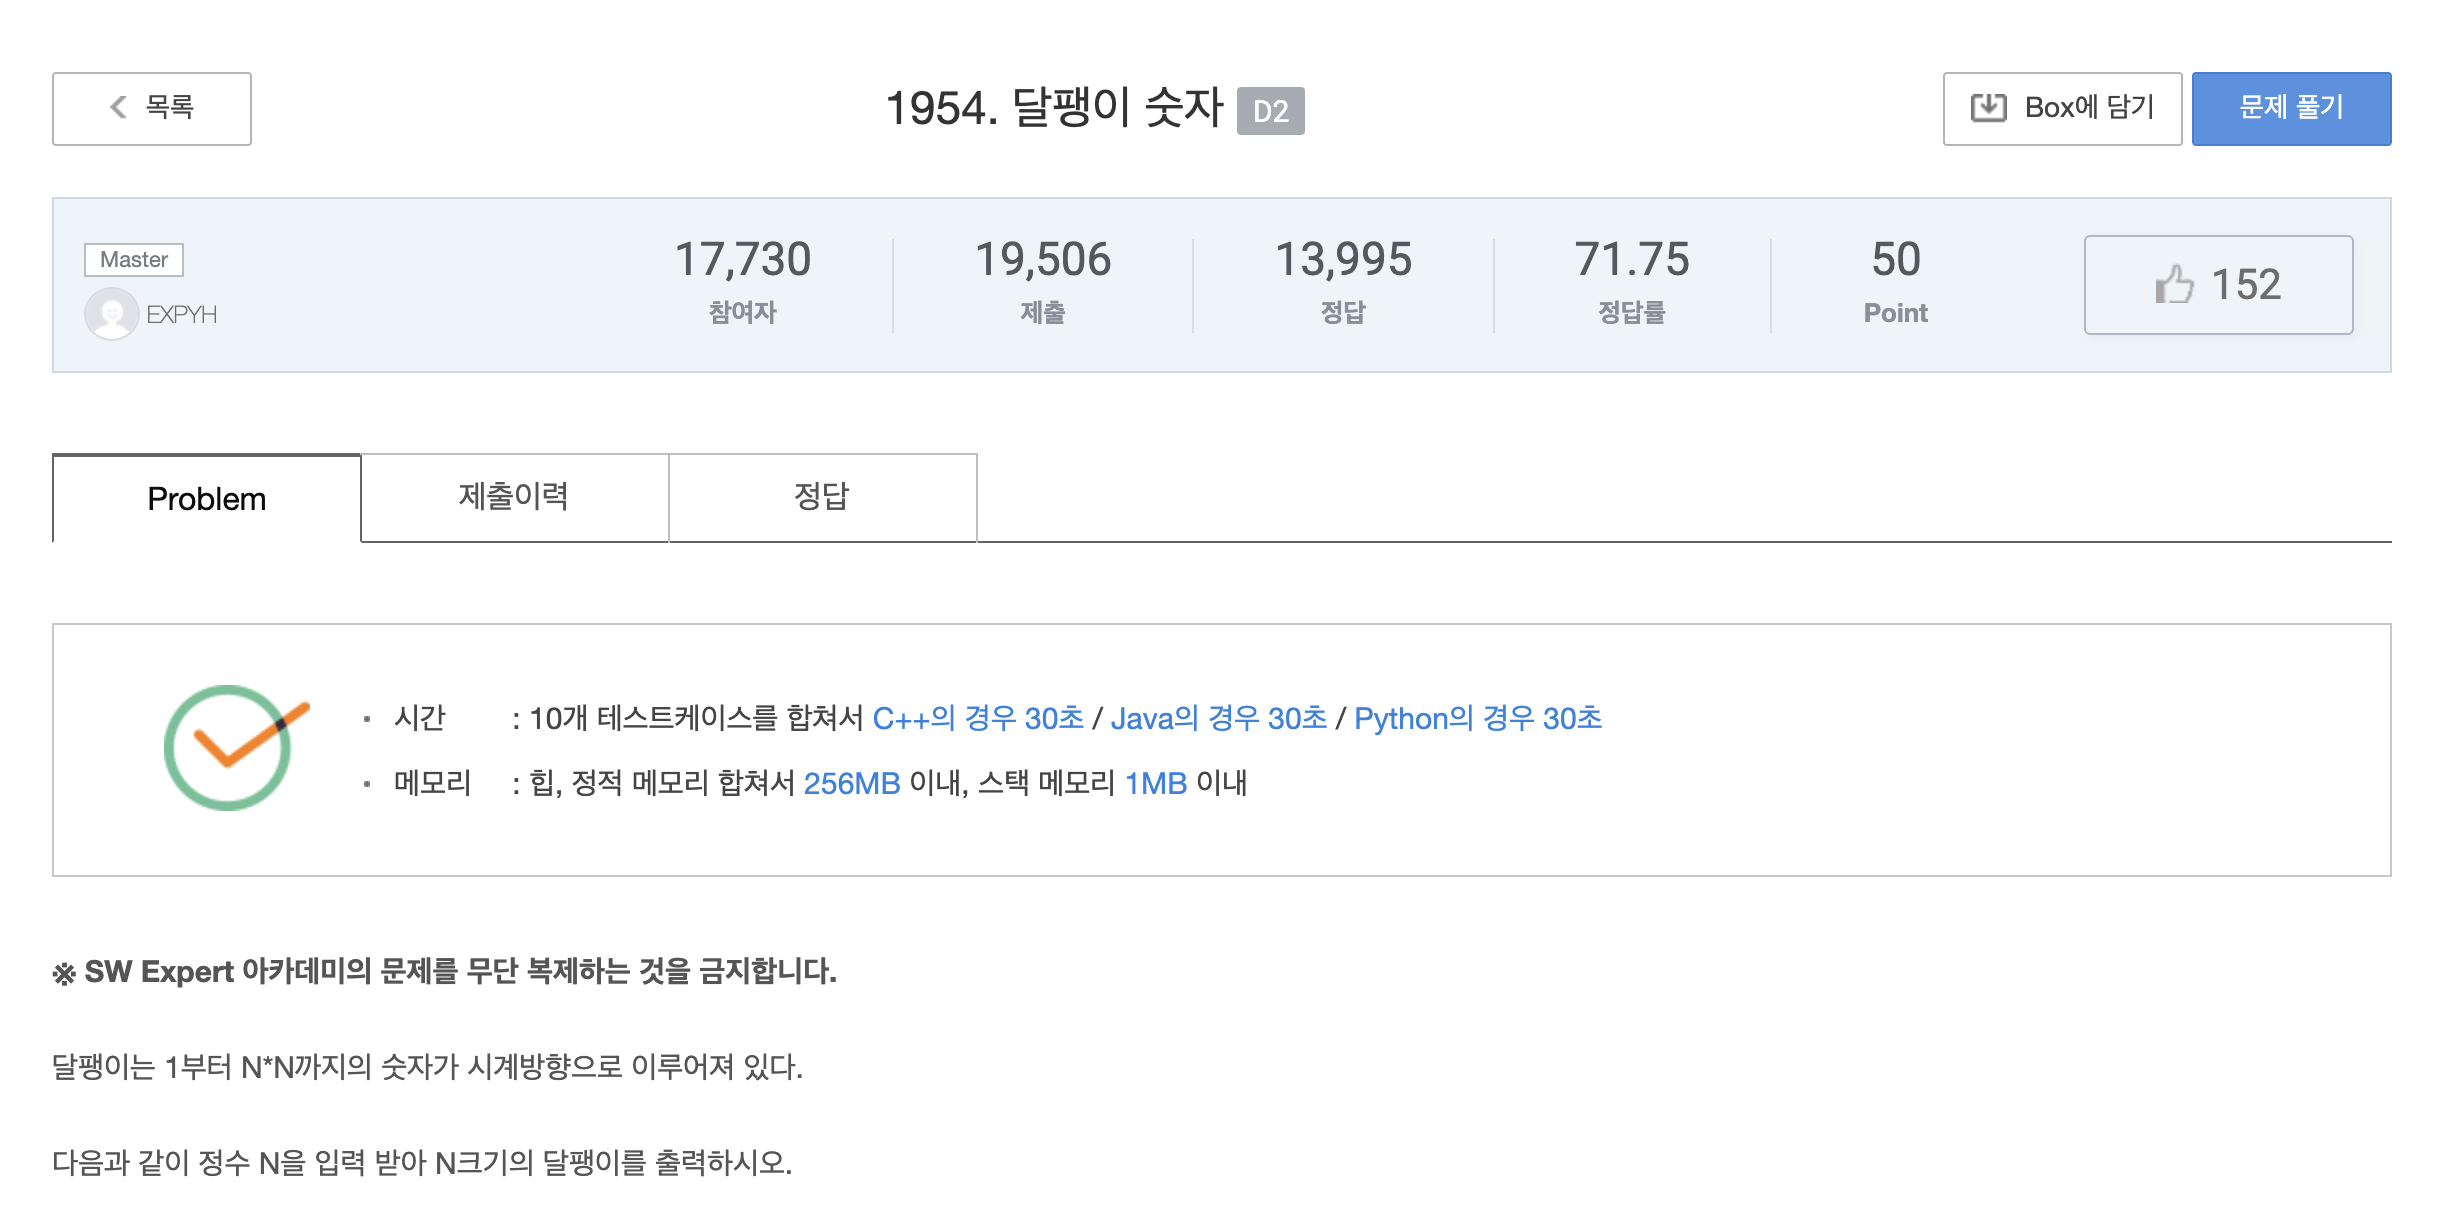 목록
1954. 달팽이 숫자 D2
Box에 담기
문제 풀기
Master
EXPYH
17,730
참여자
19,506
제출
13,995
정답
71.75
정답률
50
Point
152
Problem
제출이력
정답
시간 : 10개 테스트케이스를 합쳐서 C++의 경우 30초 / Java의 경우 30초 / Python의 경우 30초
메모리 : 힙, 정적 메모리 합쳐서 256MB 이내, 스택 메모리 1MB 이내
※ SW Expert 아카데미의 문제를 무단 복제하는 것을 금지합니다.
달팽이는 1부터 N*N까지의 숫자가 시계방향으로 이루어져 있다.
다음과 같이 정수 N을 입력 받아 N크기의 달팽이를 출력하시오.